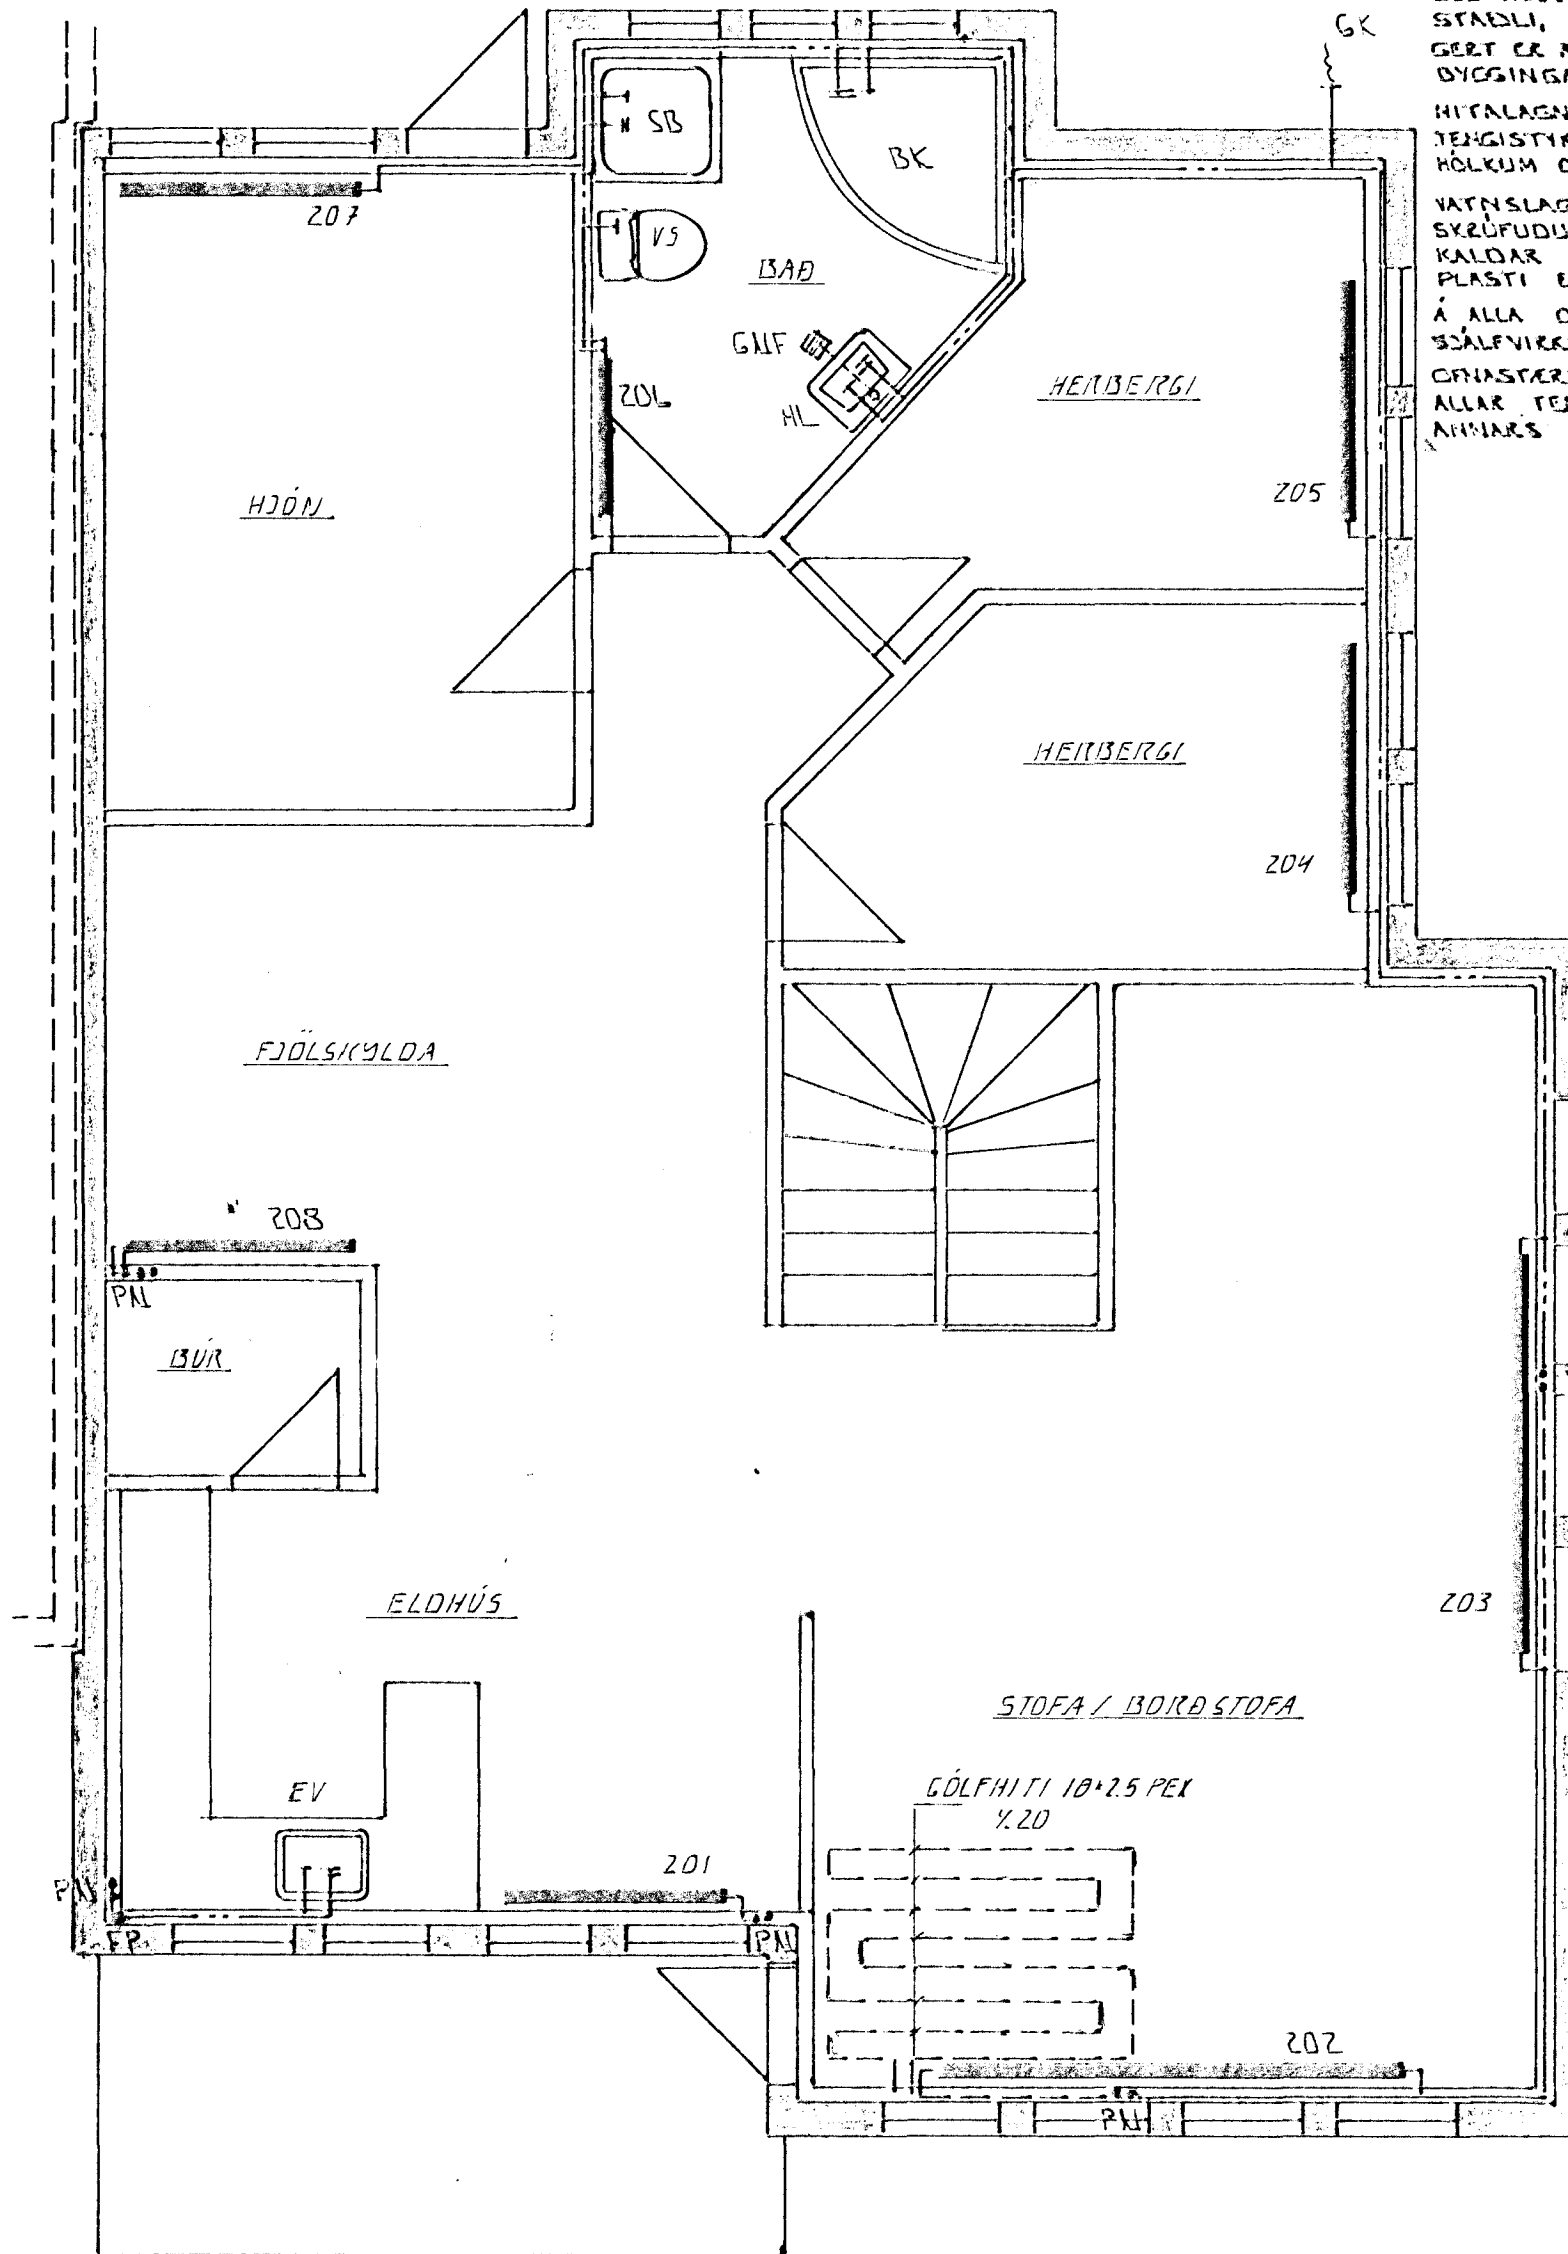 GK
STAÐLI,
GERT ER
BYGGINGA
HITALAGN
TENGISTY
HÓLKUM
VATNSLAG
SKRÚFUÐU
KALDAR
PLASTI
Á ALLA
SJÁLFVIRK
OFNASTÆR
ALLAR TE
ANNARS
SB
BK
207
VS
BAÐ
GNF
206
HL
HERBERGI
205
HJÓN
HERBERGI
204
FJÖLSKYLDA
208
PN
BÚR
ELDHÚS
203
STOFA / BORÐSTOFA
GÓLFHITI 18*2.5 PEX
%20
EV
201
PN
FP
PN
202
PN